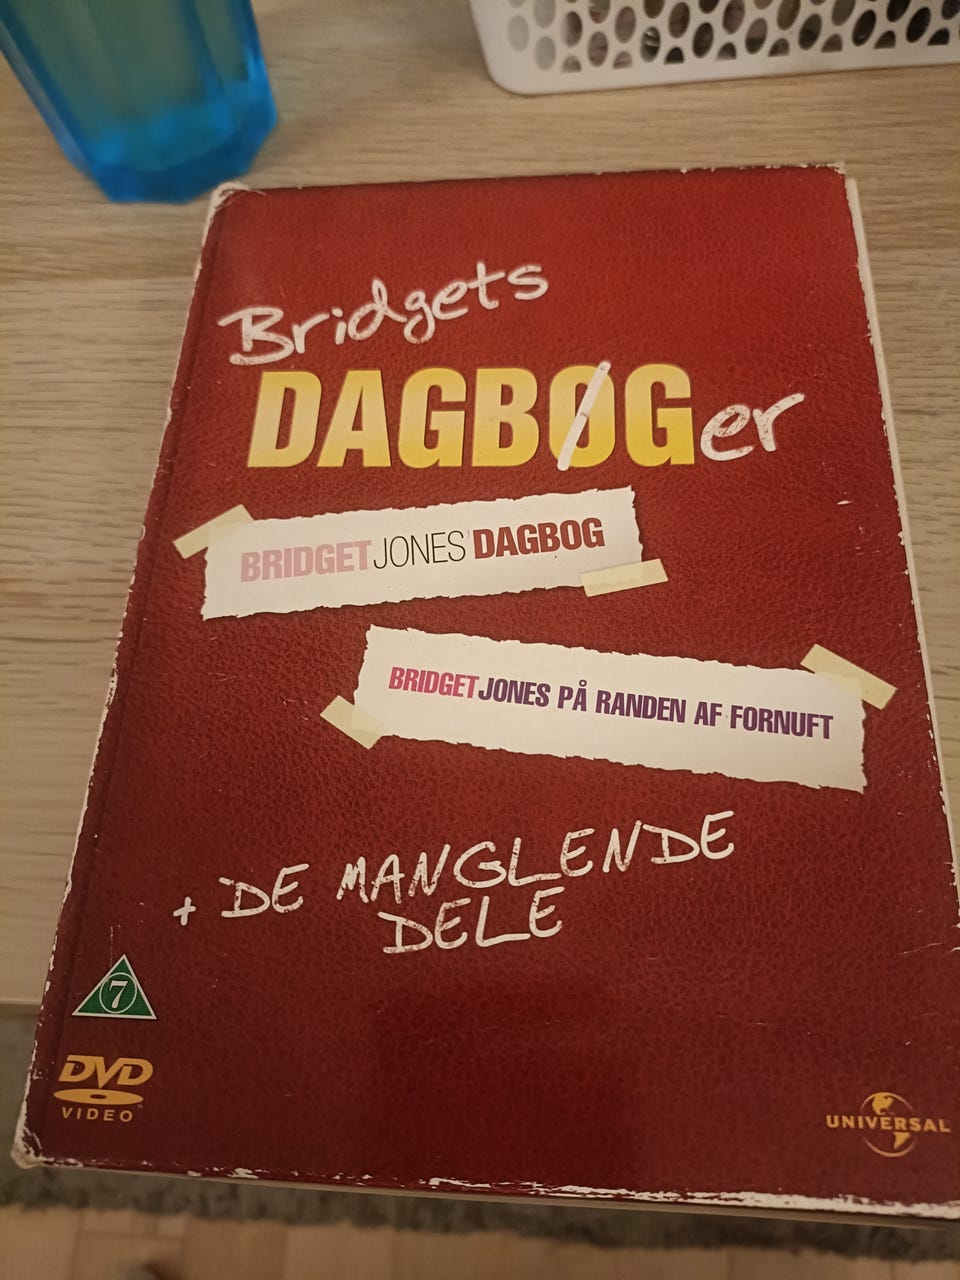 Bridgets
DAGBØGer
BRIDGET JONES' DAGBOG
BRIDGET JONES PÅ RANDEN AF FORNUFT
+ DE MANGLENDE
DELE
7
DVD
VIDEO
UNIVERSAL